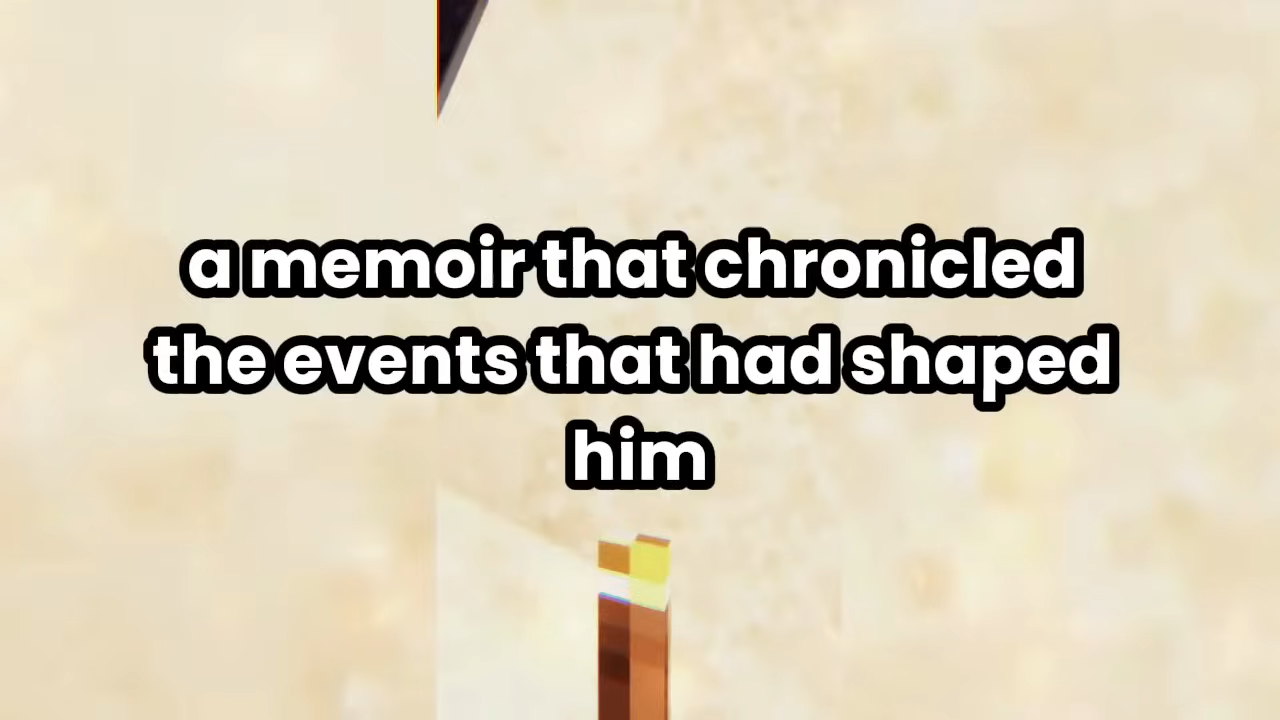 a memoir that chronicled
the events that had shaped
him